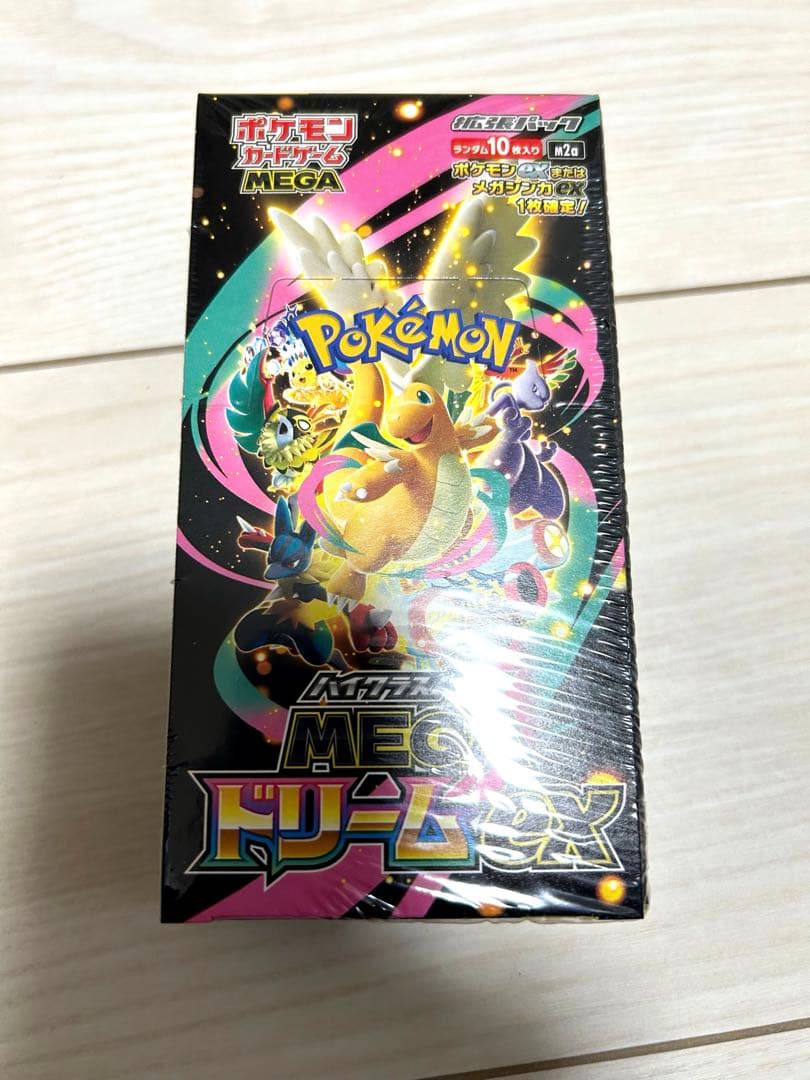 ポケモン
カードゲーム
MEGA
拡張パック
ランダム10枚入り M2a
ポケモンexまたは
メガシンカex
1枚確定!
POKéMON
TM
ハイクラス
MEG
ドリームex